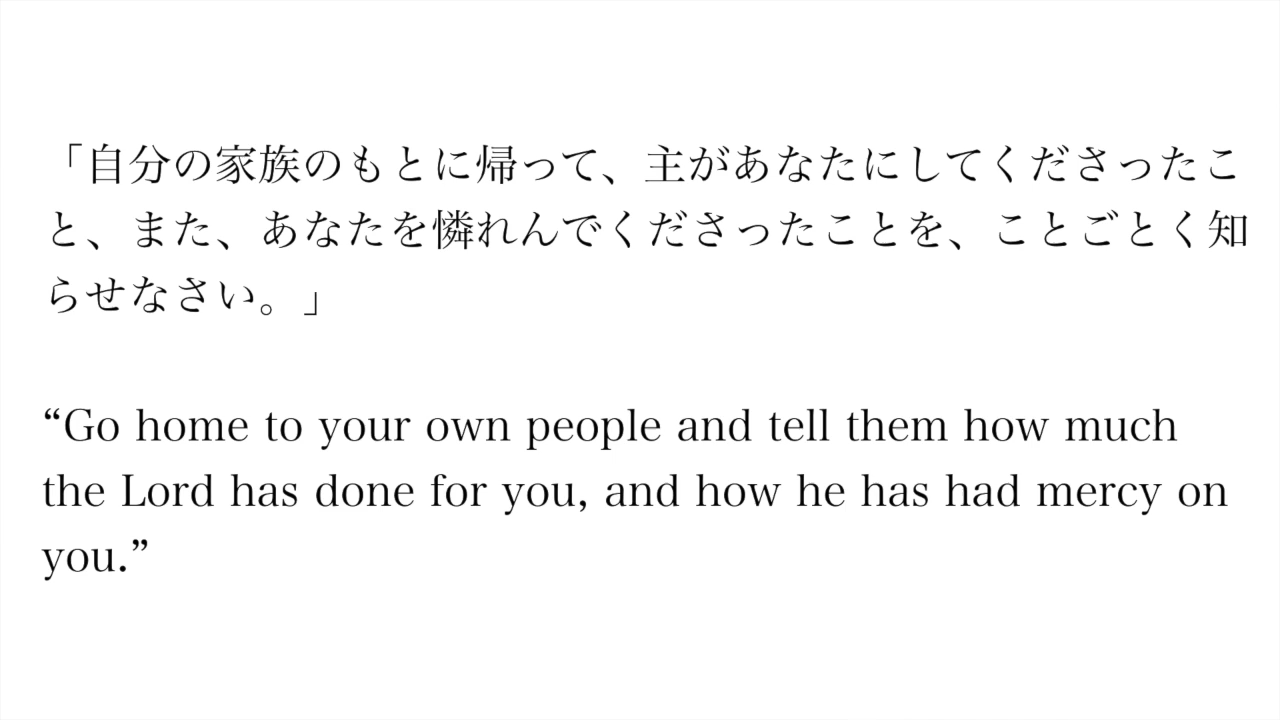 「自分の家族のもとに帰って、主があなたにしてくださったこ
と、また、あなたを憐れんでくださったことを、ことごとく知
らせなさい。」
“Go home to your own people and tell them how much
the Lord has done for you, and how he has had mercy on
you.”